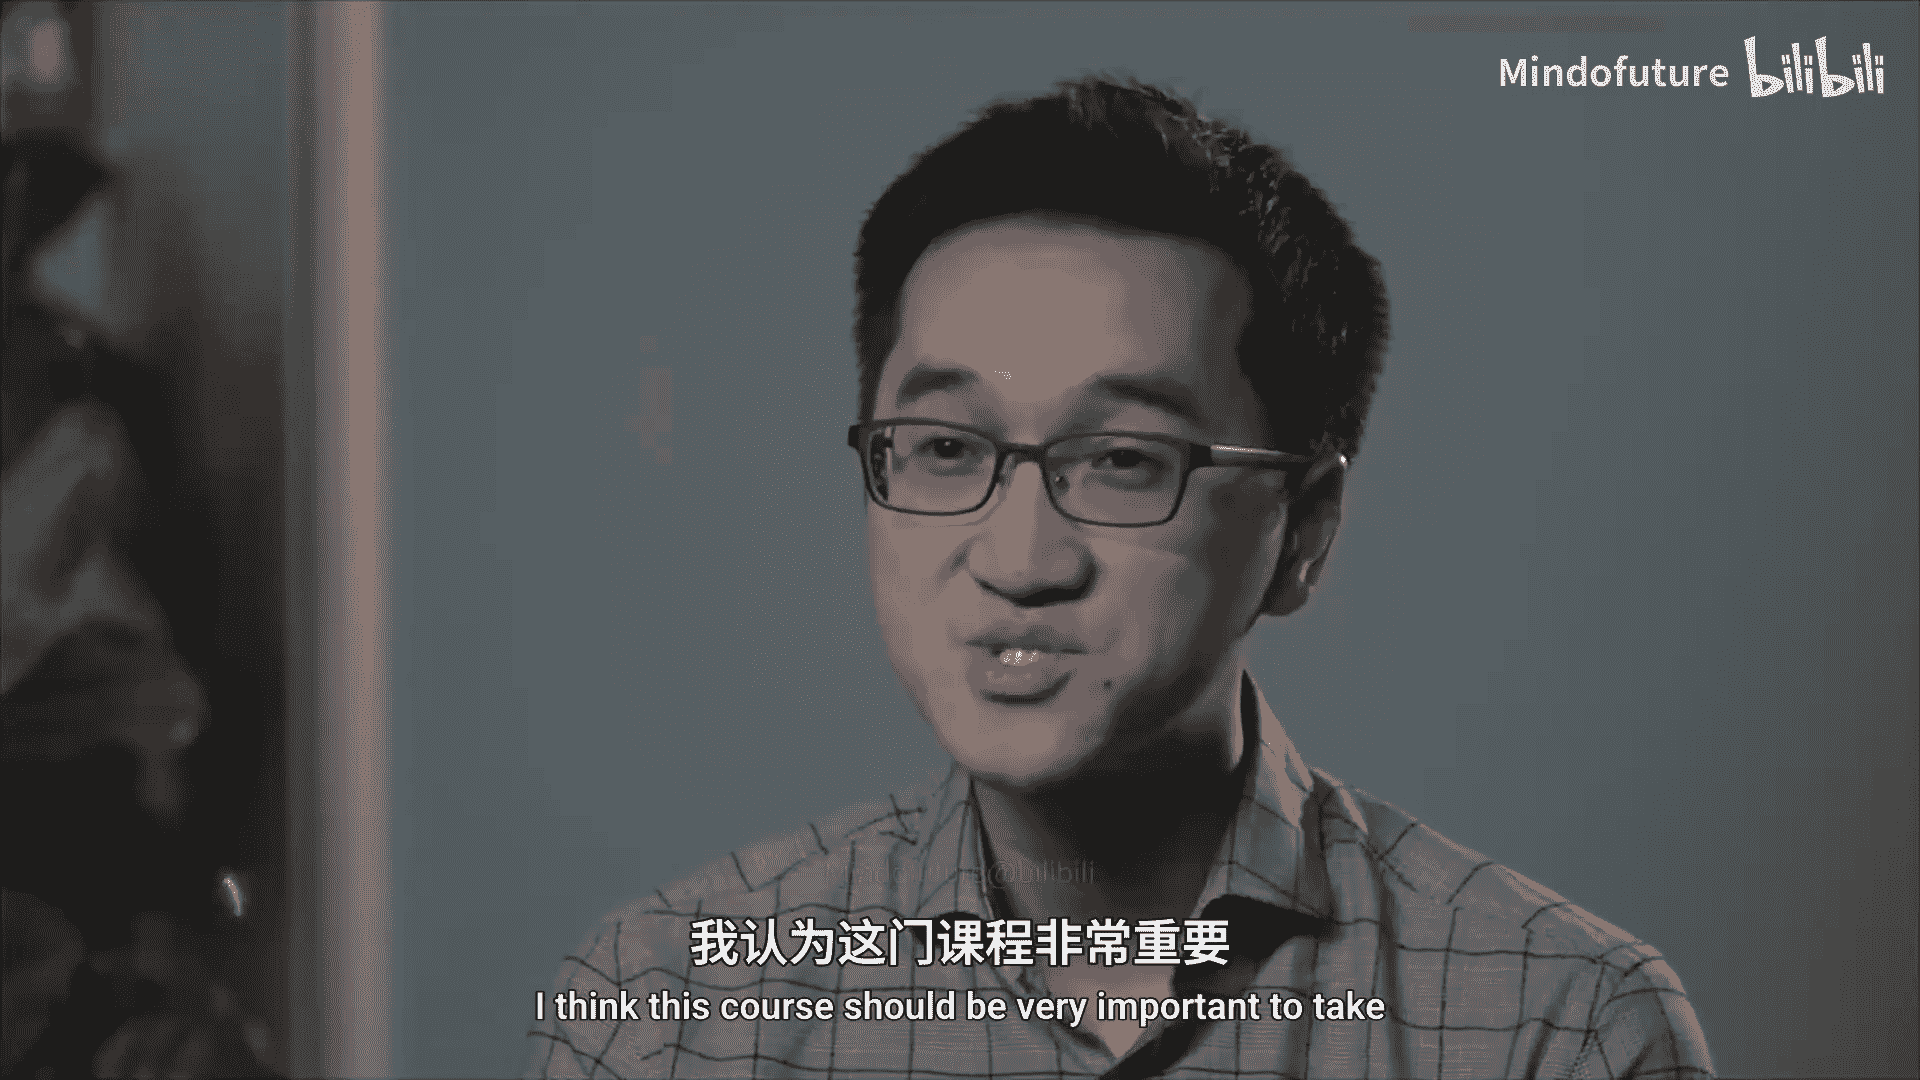 Mindofuture bilibili
我认为这门课程非常重要
I think this course should be very important to take